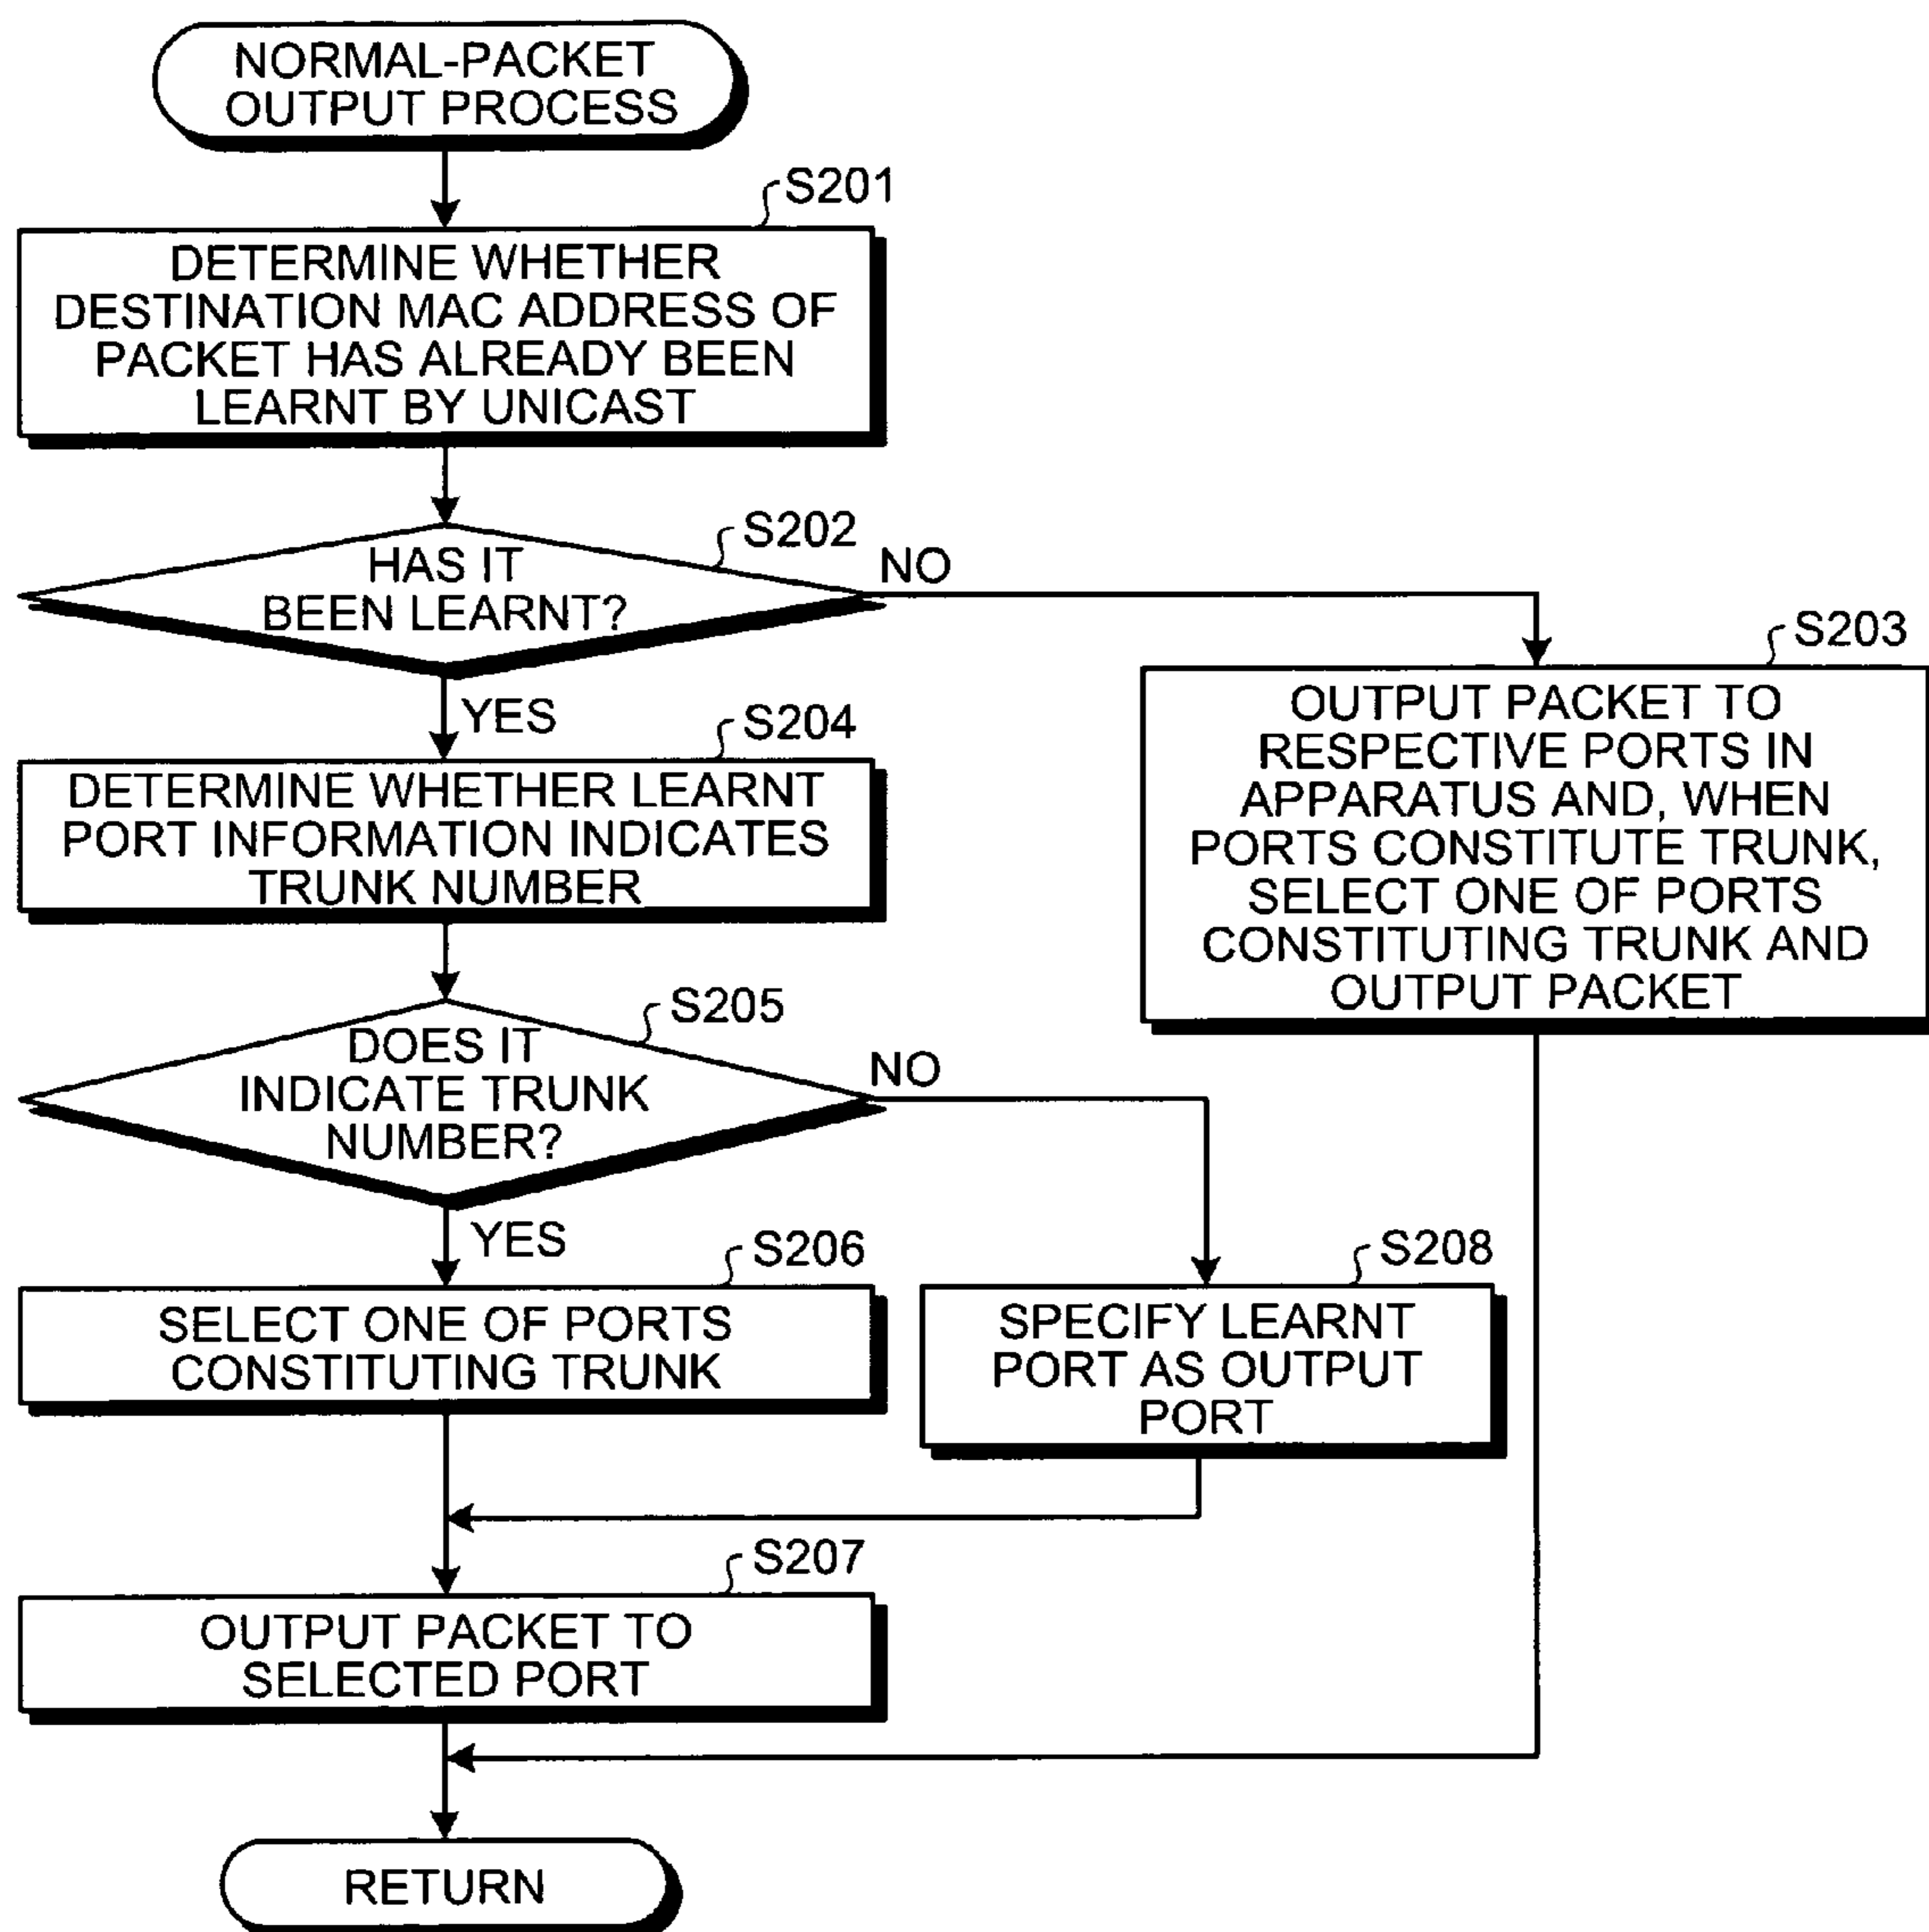 NORMAL-PACKET
OUTPUT PROCESS
S201
DETERMINE WHETHER
DESTINATION MAC ADDRESS OF
PACKET HAS ALREADY BEEN
LEARNT BY UNICAST
S202
HAS IT
BEEN LEARNT?
NO
YES
S203
OUTPUT PACKET TO
RESPECTIVE PORTS IN
APPARATUS AND, WHEN
PORTS CONSTITUTE TRUNK,
SELECT ONE OF PORTS
CONSTITUTING TRUNK AND
OUTPUT PACKET
S204
DETERMINE WHETHER LEARNT
PORT INFORMATION INDICATES
TRUNK NUMBER
S205
DOES IT
INDICATE TRUNK
NUMBER?
NO
YES
S206
SELECT ONE OF PORTS
CONSTITUTING TRUNK
S208
SPECIFY LEARNT
PORT AS OUTPUT
PORT
S207
OUTPUT PACKET TO
SELECTED PORT
RETURN